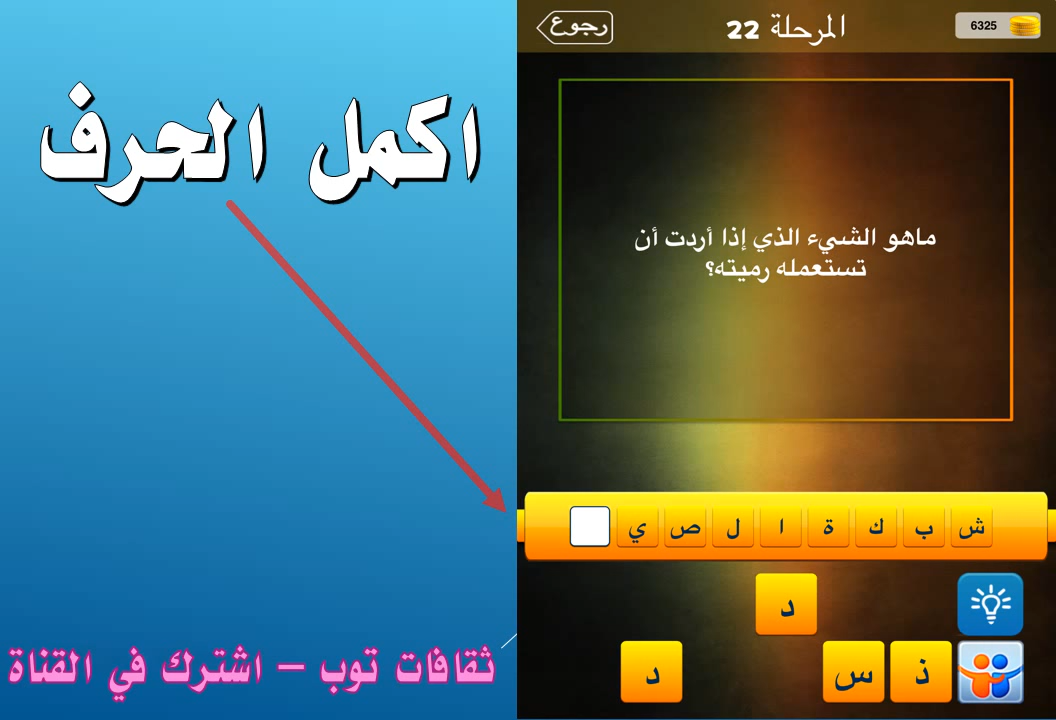 اكمل الحرف
ثقافات توب – اشترك في القناة
رجوع
المرحلة 22
6325
ماهو الشيء الذي إذا أردت أن
تستعمله رميته؟
ش ب ك ة ا ل ص ي
د
ذ س د